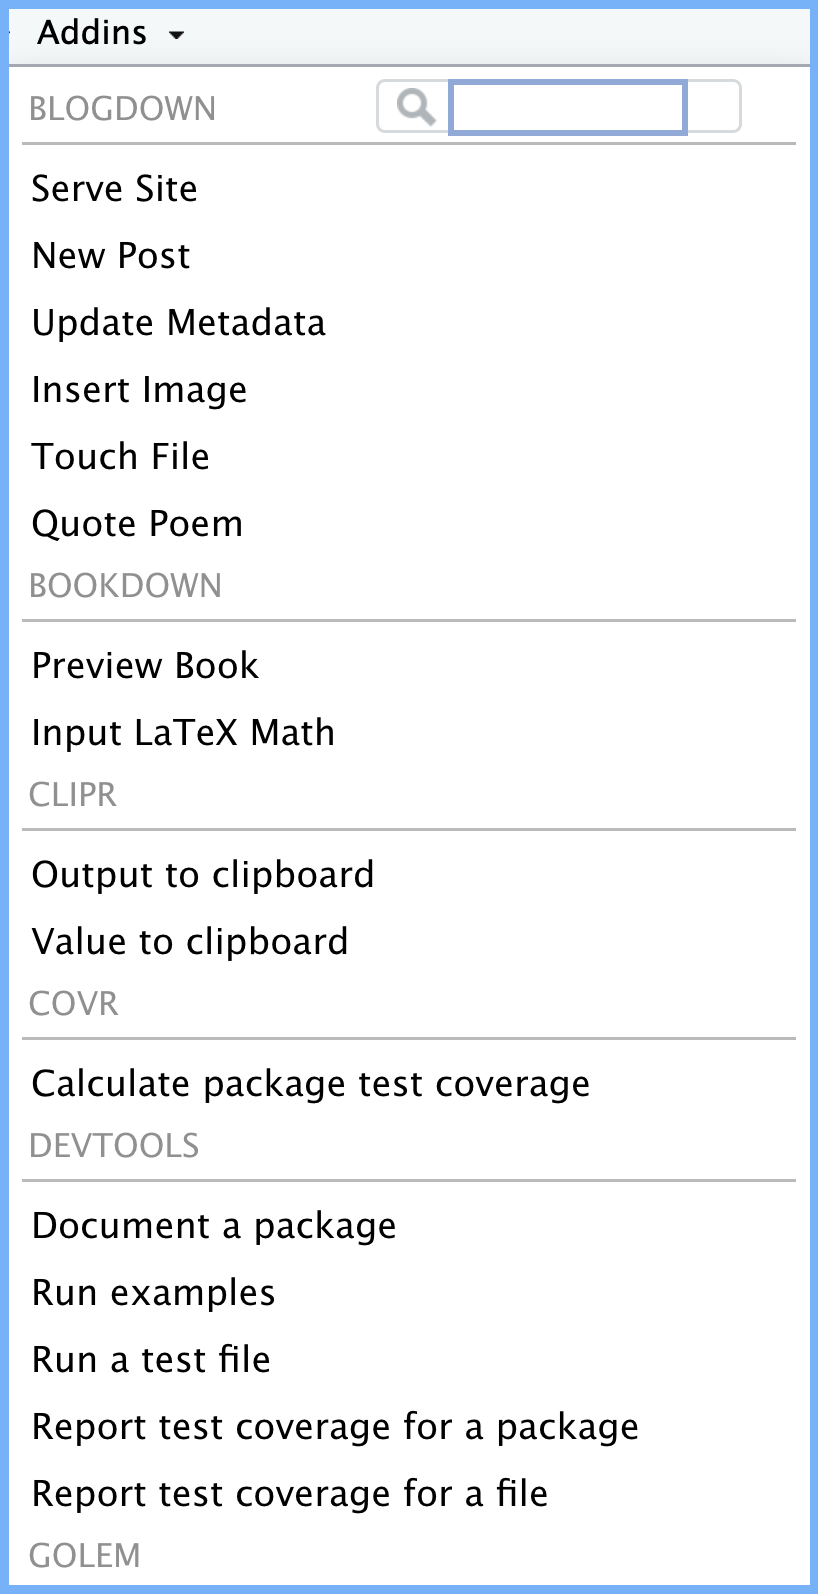 Addins
BLOGDOWN
Serve Site
New Post
Update Metadata
Insert Image
Touch File
Quote Poem
BOOKDOWN
Preview Book
Input LaTeX Math
CLIPR
Output to clipboard
Value to clipboard
COVR
Calculate package test coverage
DEVTOOLS
Document a package
Run examples
Run a test file
Report test coverage for a package
Report test coverage for a file
GOLEM